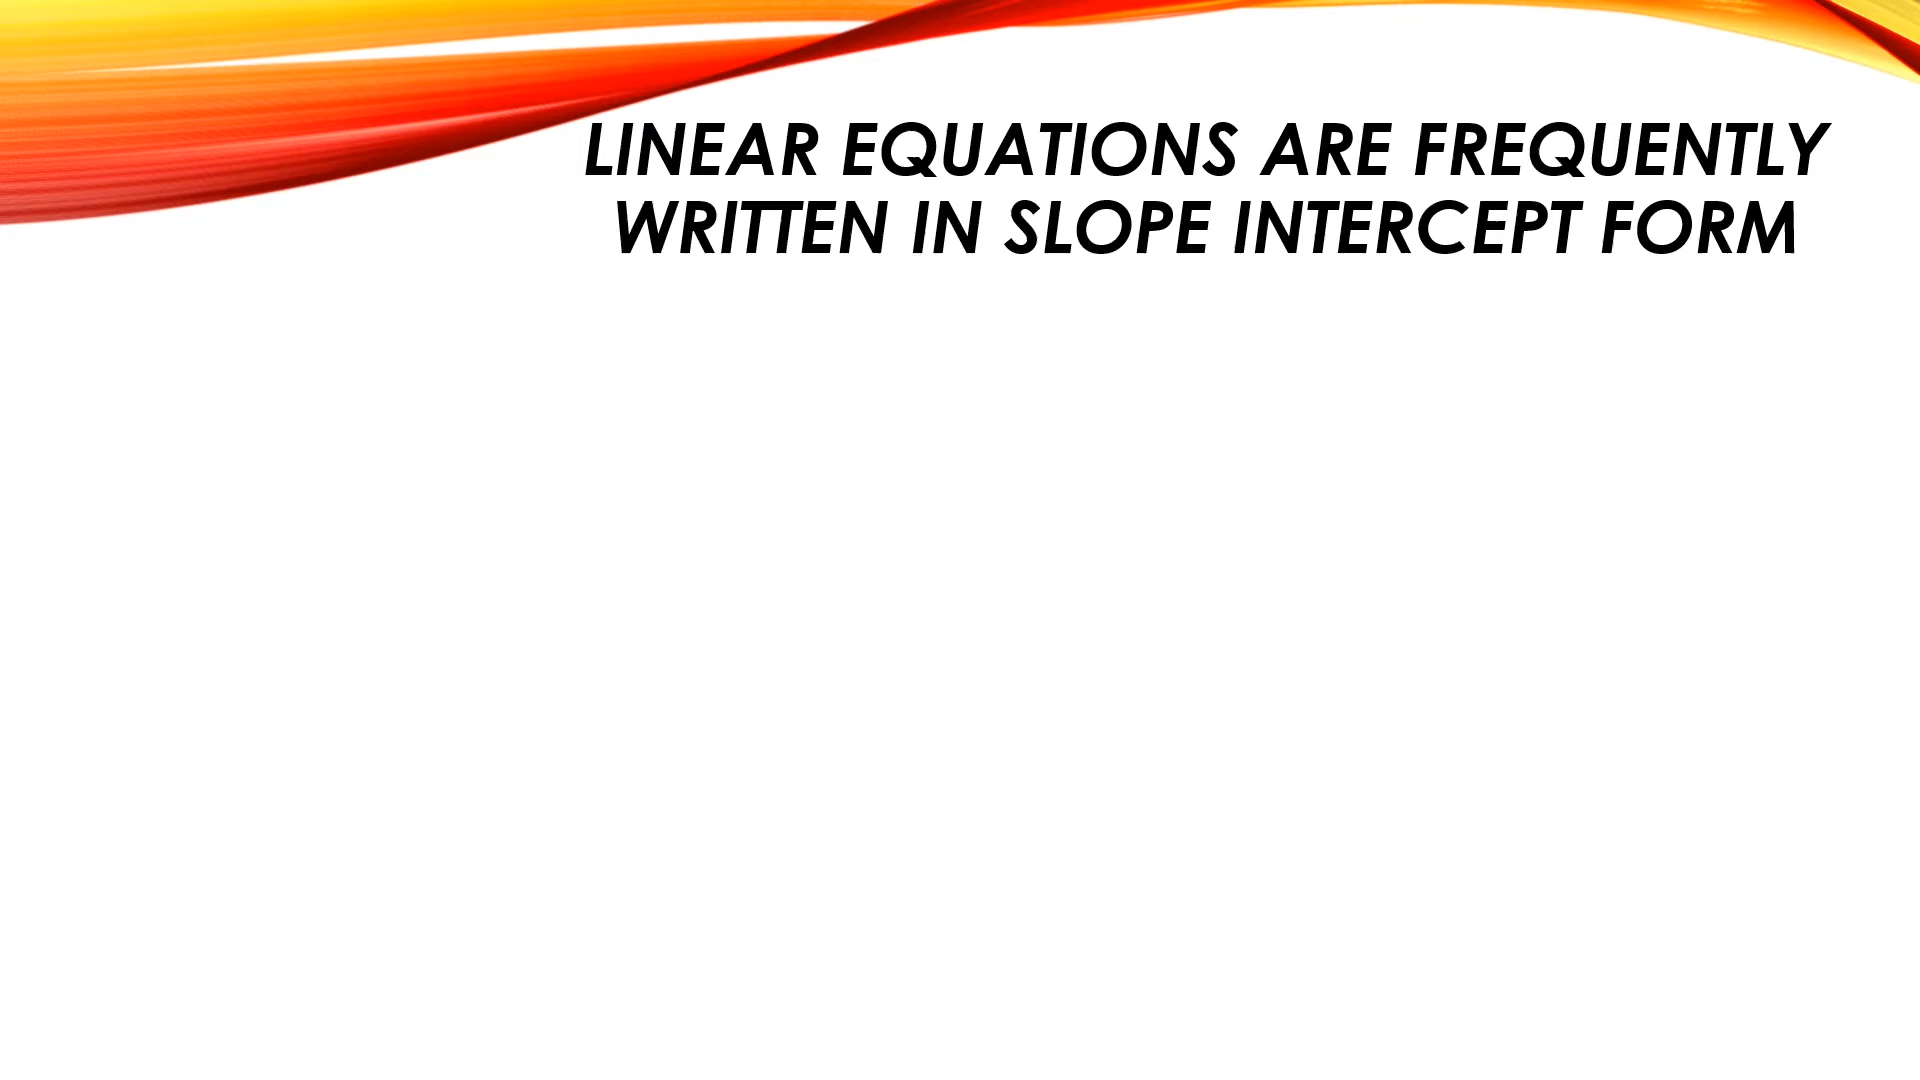 LINEAR EQUATIONS ARE FREQUENTLY
WRITTEN IN SLOPE INTERCEPT FORM